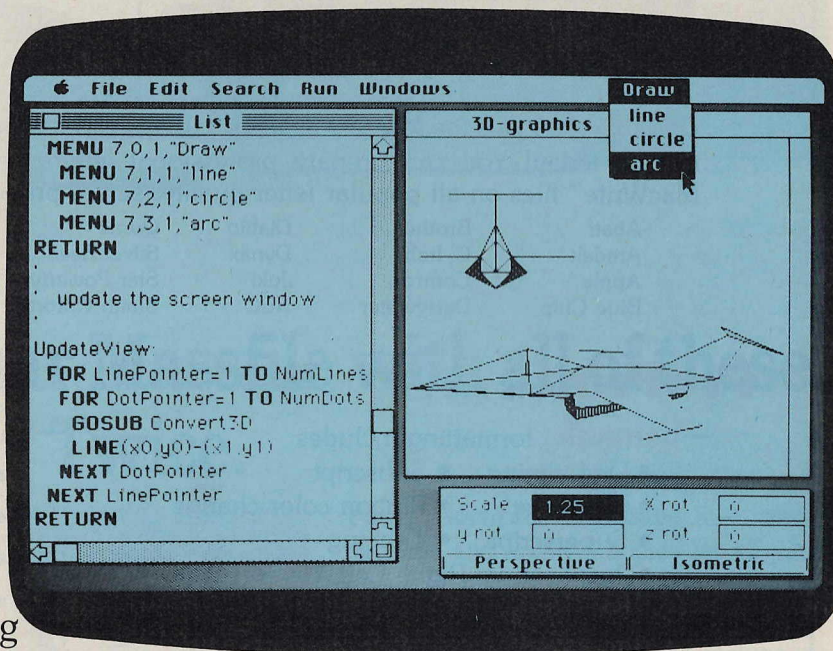 File Edit Search Run Windows Draw
line
circle
arc
List
MENU 7,0,1,"Draw"
MENU 7,1,1,"line"
MENU 7,2,1,"circle"
MENU 7,3,1,"arc"
RETURN
'
update the screen window
'
UpdateView:
FOR LinePointer=1 TO NumLines
FOR DotPointer=1 TO NumDots
GOSUB Convert3D
LINE(x0,y0)-(x1,y1)
NEXT DotPointer
NEXT LinePointer
RETURN
3D-graphics
Scale 1.25 X rot 0
y rot 0 z rot 0
Perspective Isometric
g